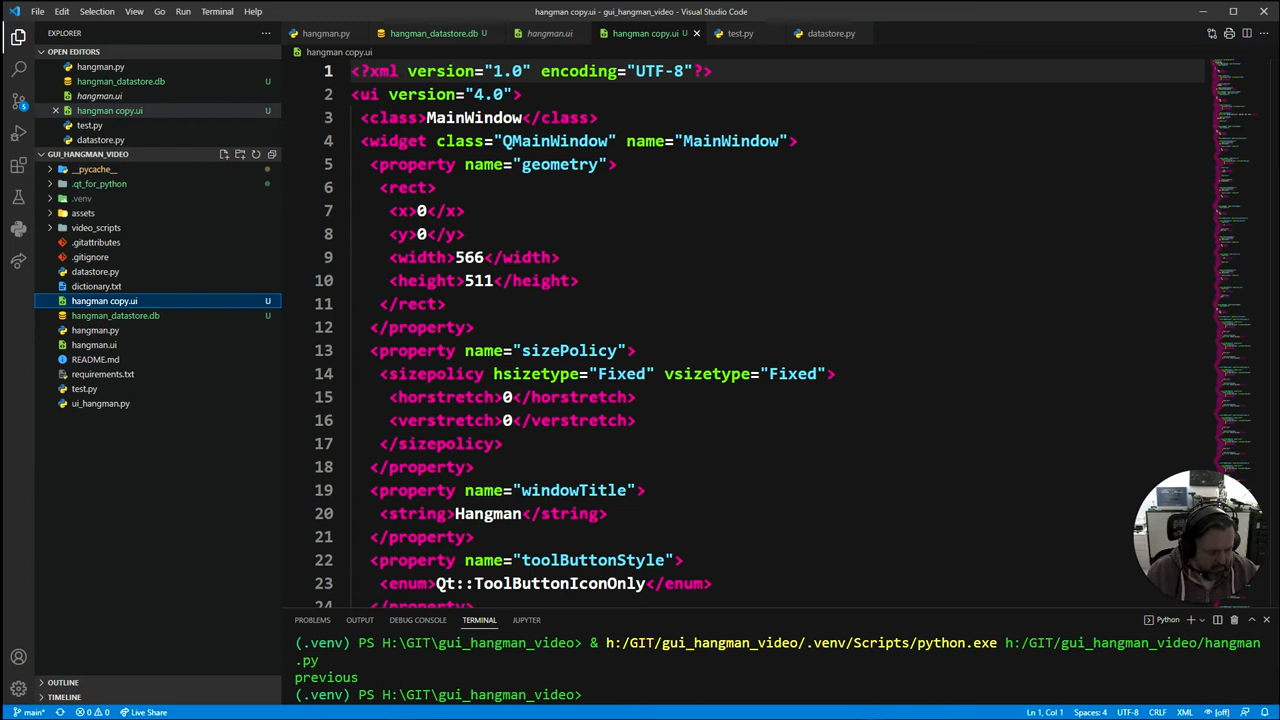 File Edit Selection View Go Run Terminal Help
hangman copy.ui - gui_hangman_video - Visual Studio Code
EXPLORER
OPEN EDITORS
hangman.py
hangman_datastore.db U
hangman.ui
hangman copy.ui U
test.py
datastore.py
GUI_HANGMAN_VIDEO
__pycache__
.qt_for_python
.venv
assets
video_scripts
.gitattributes
.gitignore
datastore.py
dictionary.txt
hangman copy.ui U
hangman_datastore.db U
hangman.py
hangman.ui
README.md
requirements.txt
test.py
ui_hangman.py
OUTLINE
TIMELINE
hangman.py hangman_datastore.db U hangman.ui hangman copy.ui U test.py datastore.py
hangman copy.ui
1 <?xml version="1.0" encoding="UTF-8"?>
2 <ui version="4.0">
3 <class>MainWindow</class>
4 <widget class="QMainWindow" name="MainWindow">
5 <property name="geometry">
6 <rect>
7 <x>0</x>
8 <y>0</y>
9 <width>566</width>
10 <height>511</height>
11 </rect>
12 </property>
13 <property name="sizePolicy">
14 <sizepolicy hsizetype="Fixed" vsizetype="Fixed">
15 <horstretch>0</horstretch>
16 <verstretch>0</verstretch>
17 </sizepolicy>
18 </property>
19 <property name="windowTitle">
20 <string>Hangman</string>
21 </property>
22 <property name="toolButtonStyle">
23 <enum>Qt::ToolButtonIconOnly</enum>
24 </property>
PROBLEMS OUTPUT DEBUG CONSOLE TERMINAL JUPYTER
Python
(.venv) PS H:\GIT\gui_hangman_video> & h:/GIT/gui_hangman_video/.venv/Scripts/python.exe h:/GIT/gui_hangman_video/hangman
.py
previous
(.venv) PS H:\GIT\gui_hangman_video>
main* 0 0 Live Share
Ln 1, Col 1 Spaces: 4 UTF-8 CRLF XML [off]